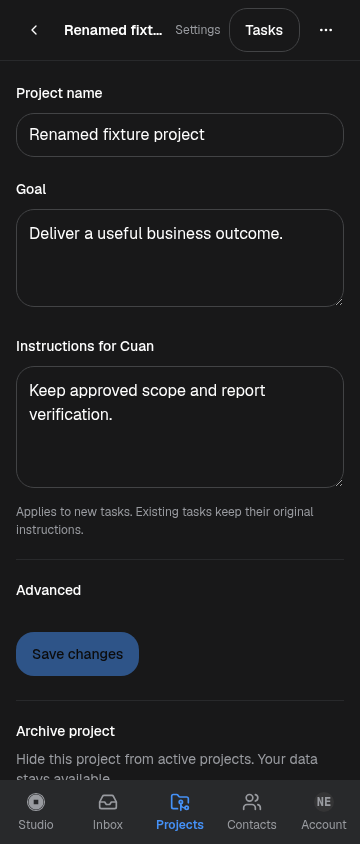 Renamed fixt... Settings Tasks
Project name
Renamed fixture project
Goal
Deliver a useful business outcome.
Instructions for Cuan
Keep approved scope and report
verification.
Applies to new tasks. Existing tasks keep their original
instructions.
Advanced
Save changes
Archive project
Hide this project from active projects. Your data
stays available.
NE
Studio Inbox Projects Contacts Account